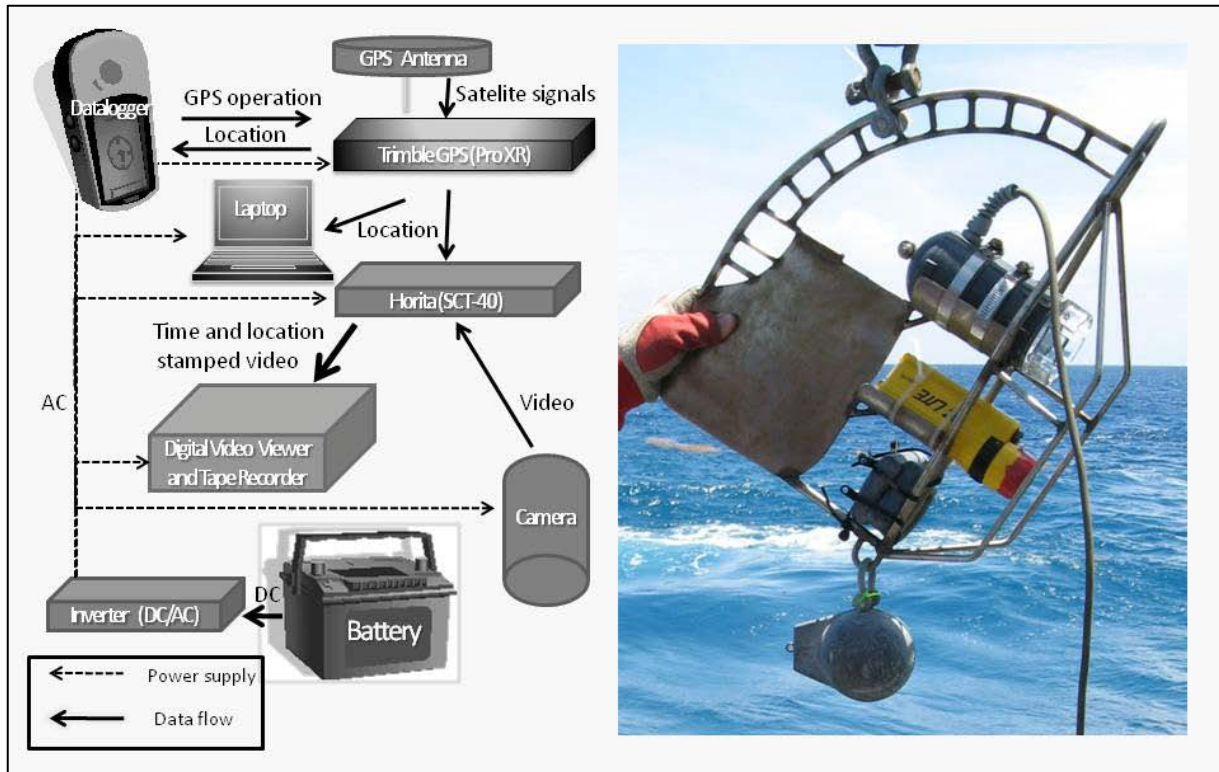 GPS Antenna
Datalogger
GPS operation
Satelite signals
Location
Trimble GPS (Pro XR)
Laptop
Location
Horita (SCT-40)
Time and location
stamped video
AC
Video
Digital Video Viewer
and Tape Recorder
Camera
DC
Inverter (DC/AC)
Battery
Power supply
Data flow
LITE